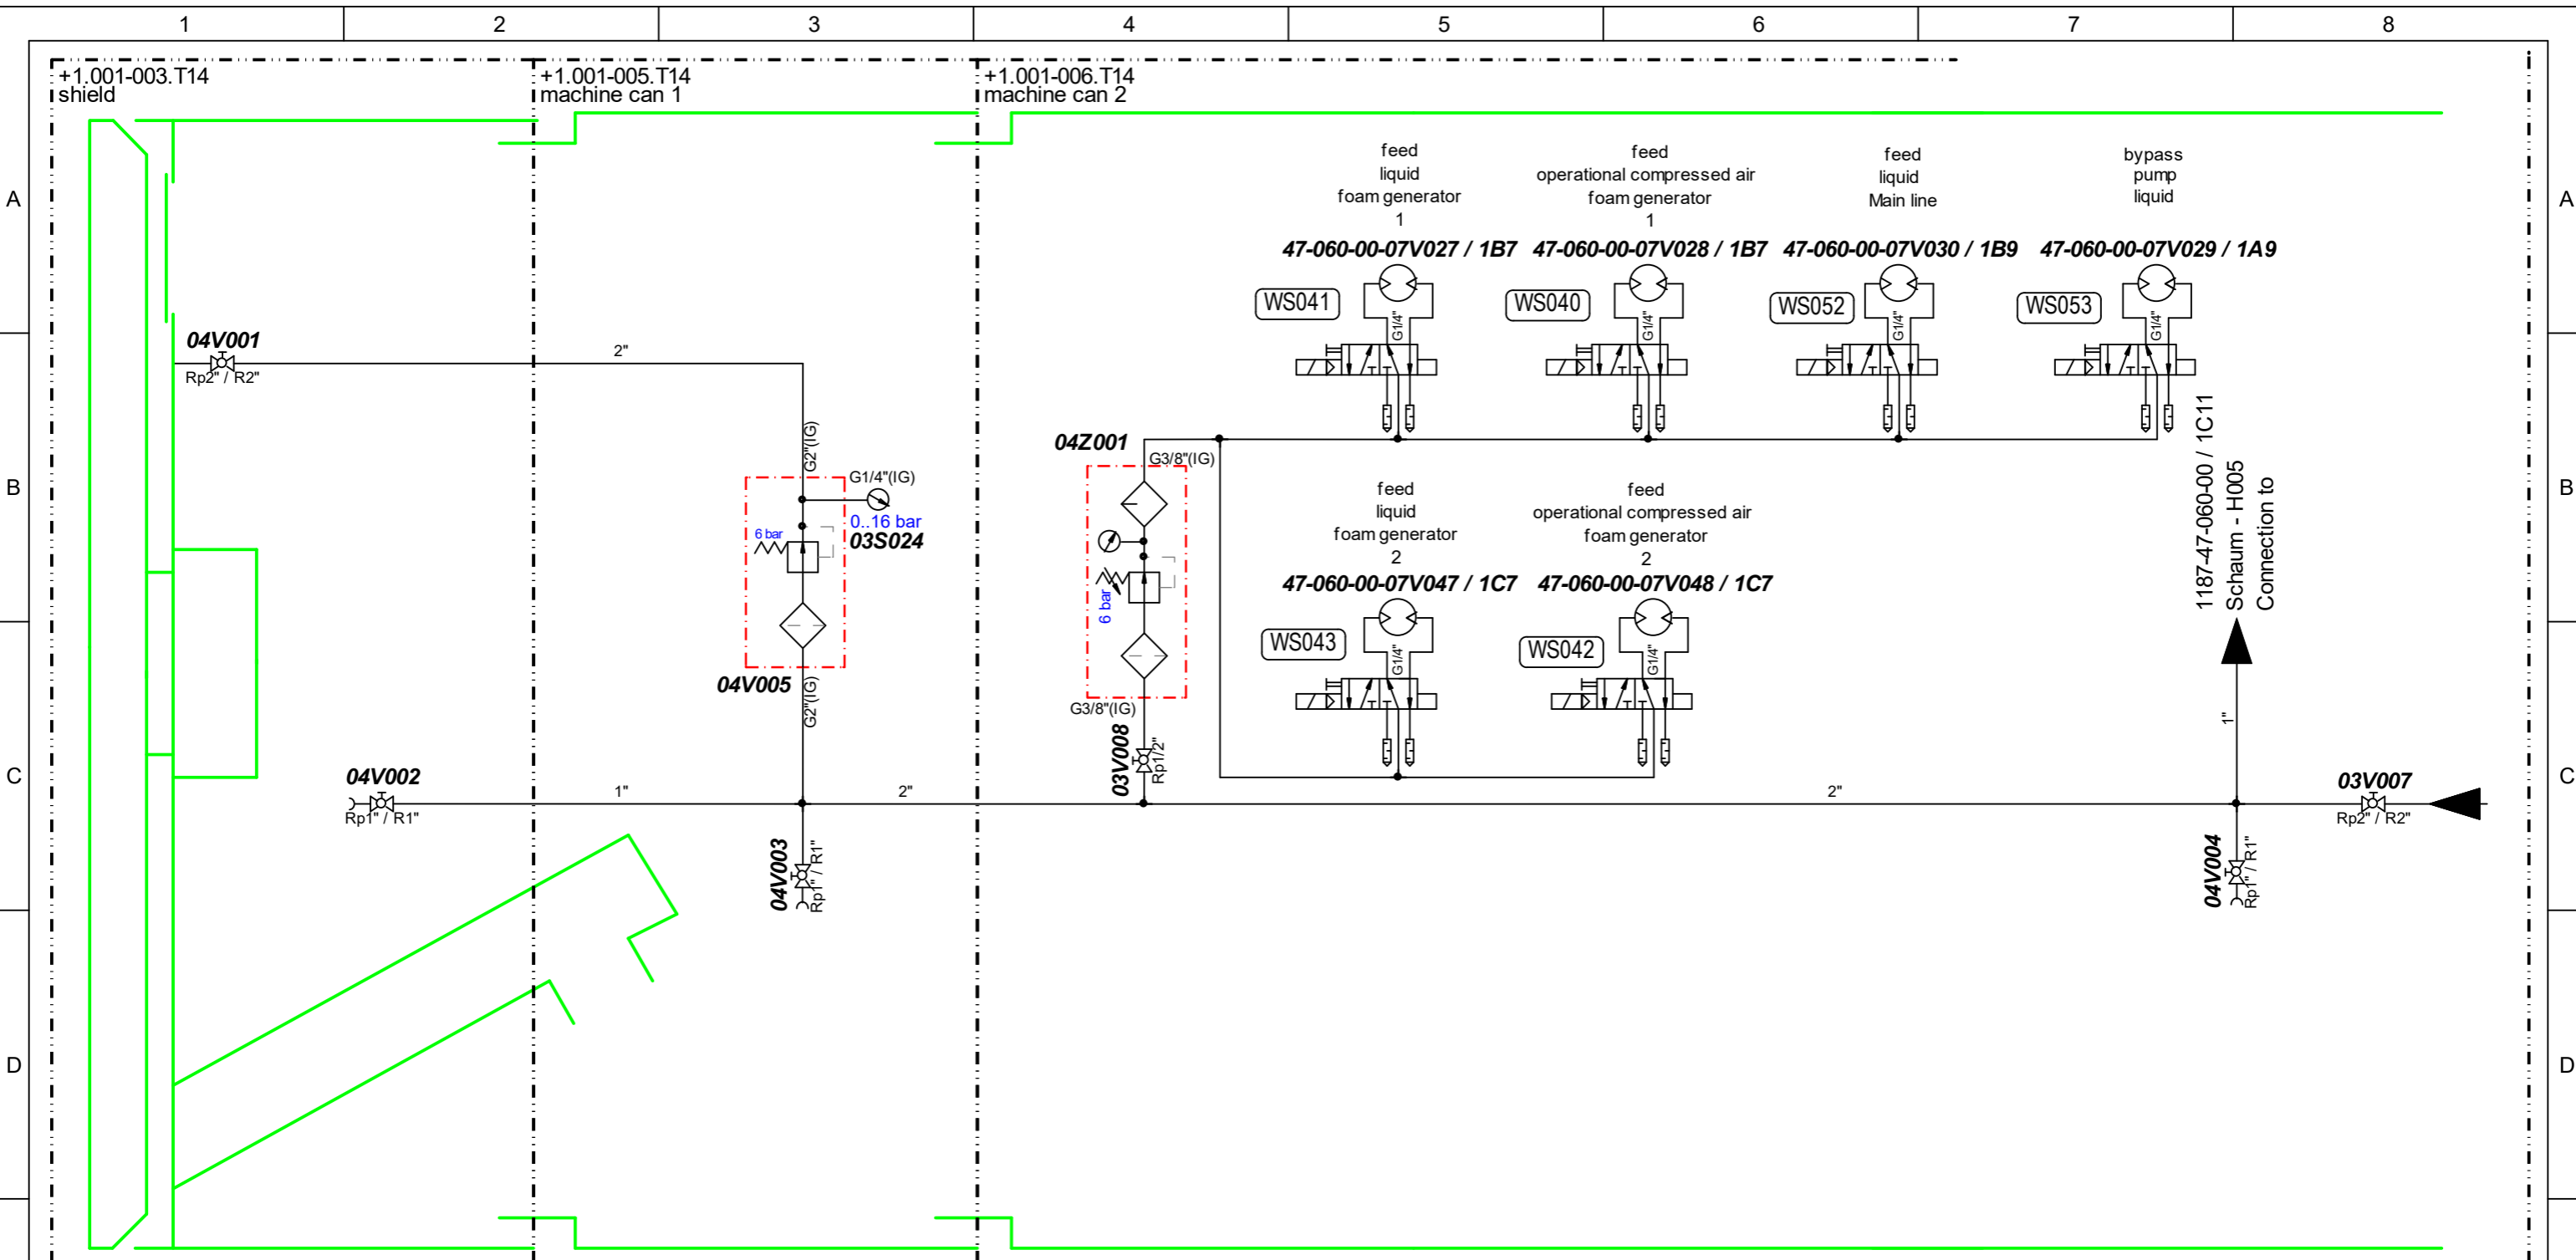 1 2 3 4 5 6 7 8
+1.001-003.T14
shield
+1.001-005.T14
machine can 1
+1.001-006.T14
machine can 2
A
A
feed
liquid
foam generator
1
47-060-00-07V027 / 1B7
WS041
G1/4"
feed
operational compressed air
foam generator
1
47-060-00-07V028 / 1B7
WS040
G1/4"
feed
liquid
Main line
47-060-00-07V030 / 1B9
WS052
G1/4"
bypass
pump
liquid
47-060-00-07V029 / 1A9
WS053
G1/4"
04V001
Rp2" / R2"
2"
G2"(IG)
G1/4"(IG)
0..16 bar
03S024
6 bar
04V005
G2"(IG)
B
B
04Z001
G3/8"(IG)
6 bar
G3/8"(IG)
03V008
Rp1/2"
feed
liquid
foam generator
2
47-060-00-07V047 / 1C7
WS043
G1/4"
feed
operational compressed air
foam generator
2
47-060-00-07V048 / 1C7
WS042
G1/4"
1187-47-060-00 / 1C11
Schaum - H005
Connection to
1"
C
C
04V002
Rp1" / R1"
1"
2"
2"
03V007
Rp2" / R2"
04V003
Rp1" / R1"
04V004
Rp1" / R1"
D
D